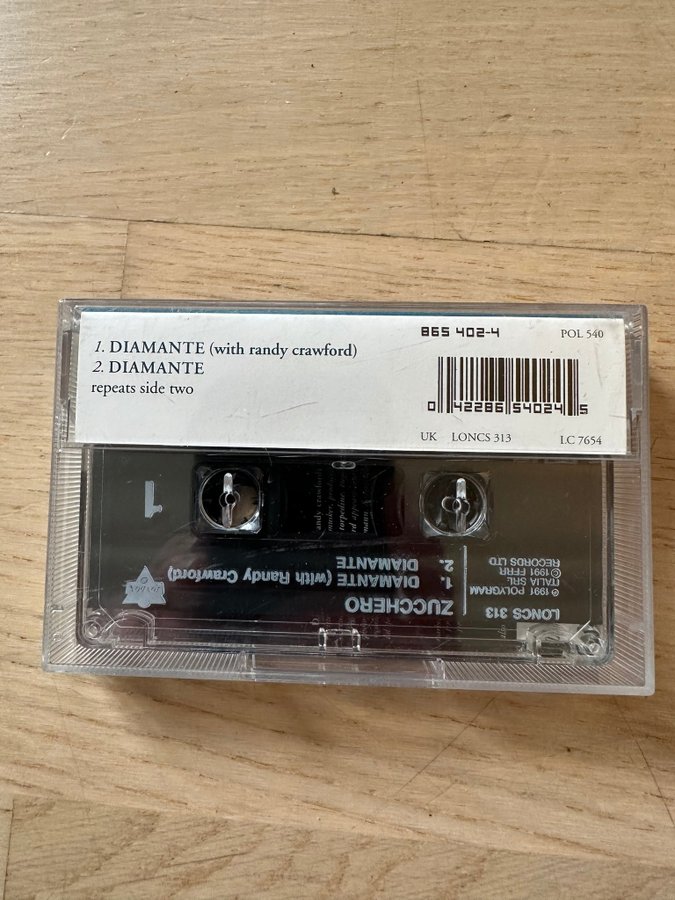 1. DIAMANTE (with randy crawford)
2. DIAMANTE
repeats side two
865 402-4
POL 540
0 42286 54024 5
UK LONCS 313
LC 7654
1
ZUCCHERO
1. DIAMANTE (with Randy Crawford)
2. DIAMANTE
LONCS 313
℗ 1991 POLYGRAM
ITALIA SRL
© 1991 FFRR
RECORDS LTD